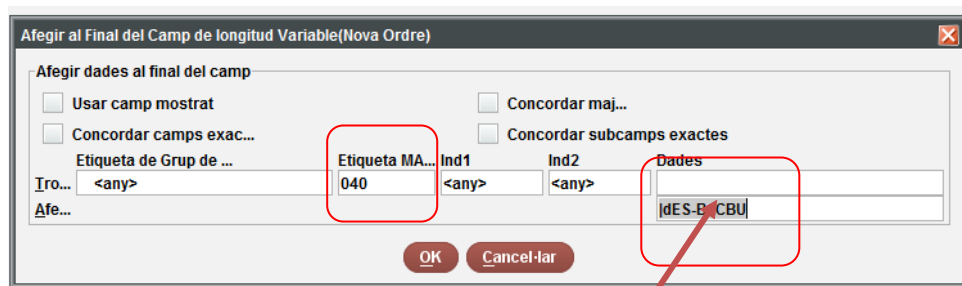 Afegir al Final del Camp de longitud Variable(Nova Ordre)
Afegir dades al final del camp
Usar camp mostrat Concordar maj...
Concordar camps exac... Concordar subcamps exactes
Etiqueta de Grup de ... Etiqueta MA... Ind1 Ind2 Dades
Tro... <any> 040 <any> <any>
Afe...
OK Cancel·lar